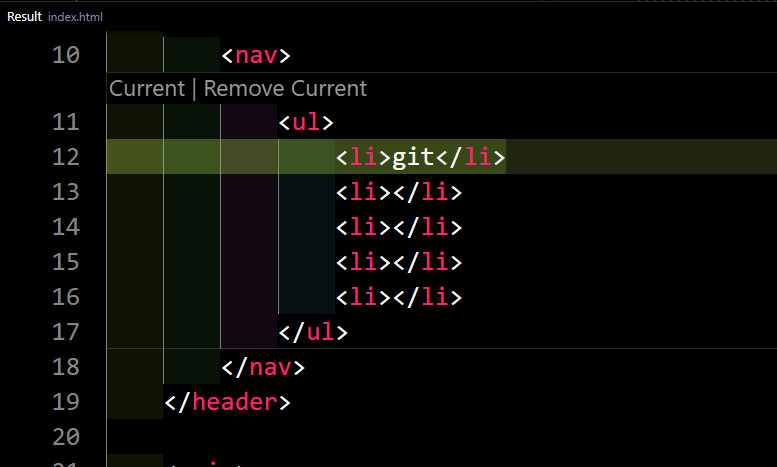 Result index.html
10 <nav>
Current | Remove Current
11 <ul>
12 <li>git</li>
13 <li></li>
14 <li></li>
15 <li></li>
16 <li></li>
17 </ul>
18 </nav>
19 </header>
20